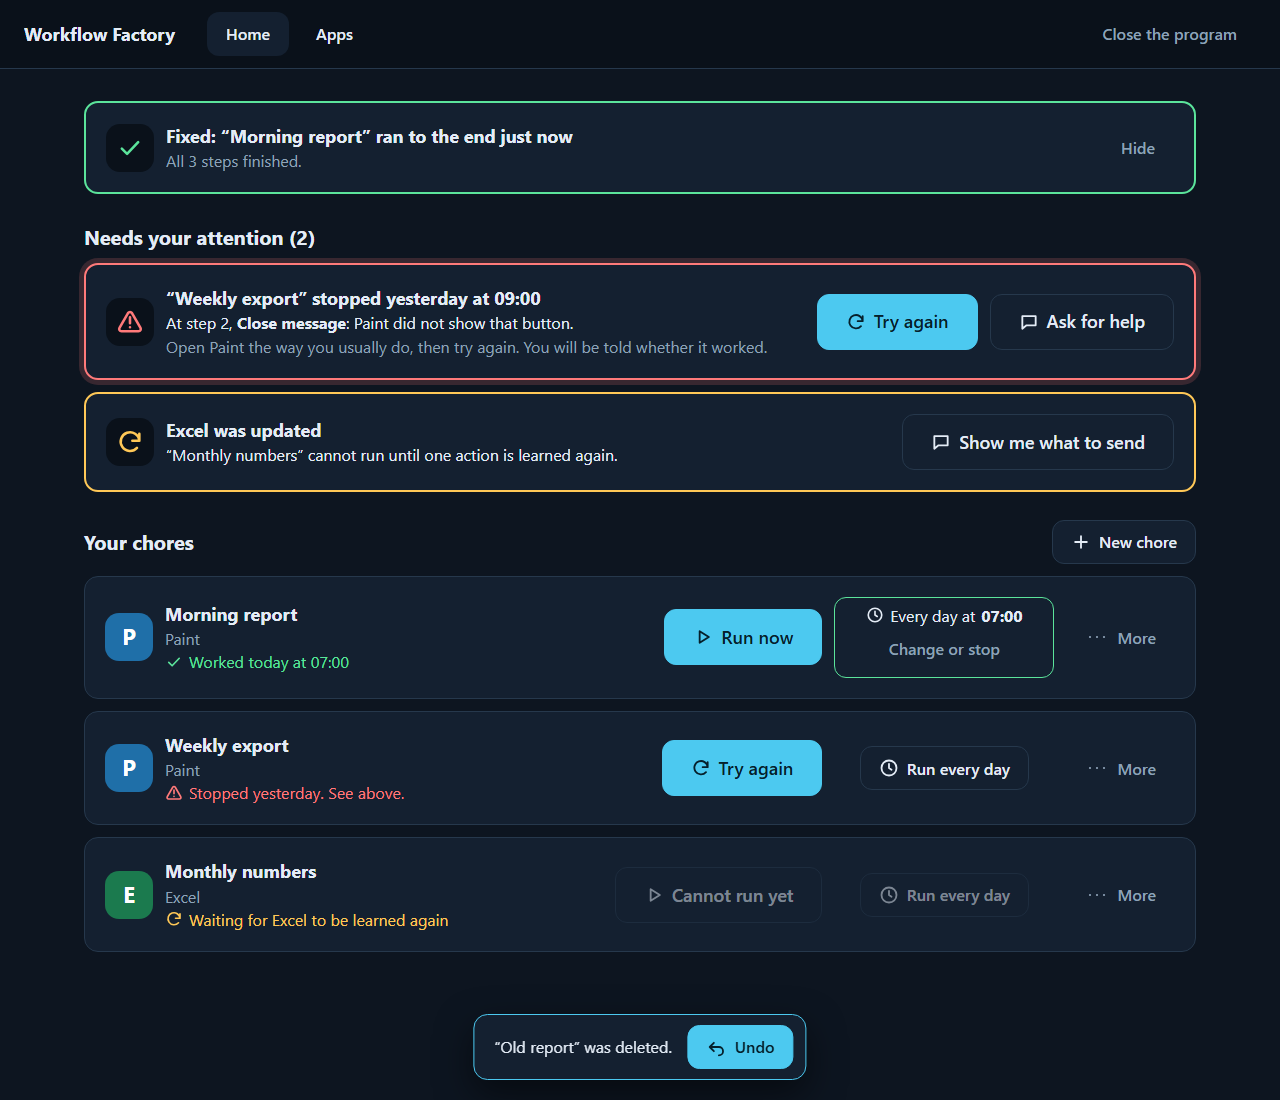 Workflow Factory
Home
Apps
Close the program
Fixed: “Morning report” ran to the end just now
All 3 steps finished.
Hide
Needs your attention (2)
“Weekly export” stopped yesterday at 09:00
At step 2, Close message: Paint did not show that button.
Open Paint the way you usually do, then try again. You will be told whether it worked.
Try again
Ask for help
Excel was updated
“Monthly numbers” cannot run until one action is learned again.
Show me what to send
Your chores
New chore
P
Morning report
Paint
Worked today at 07:00
Run now
Every day at 07:00
Change or stop
··· More
P
Weekly export
Paint
Stopped yesterday. See above.
Try again
Run every day
··· More
E
Monthly numbers
Excel
Waiting for Excel to be learned again
Cannot run yet
Run every day
··· More
“Old report” was deleted.
Undo